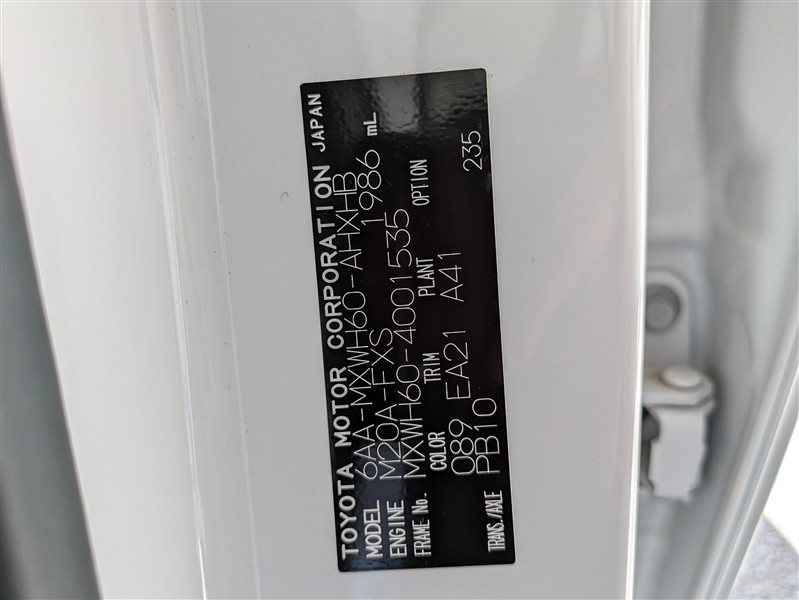 TOYOTA MOTOR CORPORATION JAPAN
MODEL 6AA-MXWH60-AHXHB
ENGINE M20A-FXS 1986 mL
FRAME No. MXWH60-4001535
COLOR TRIM PLANT OPTION
089 EA21 A41 235
TRANS./AXLE PB10